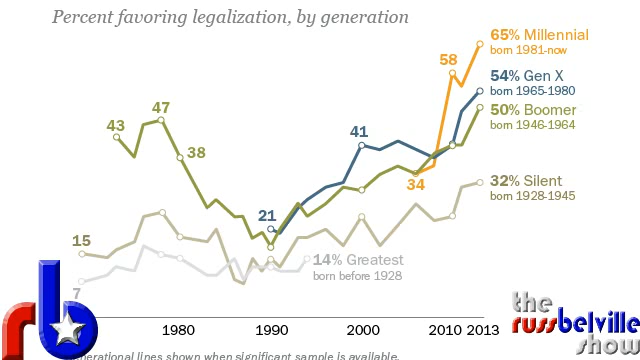 Percent favoring legalization, by generation
65% Millennial
born 1981-now
58
54% Gen X
born 1965-1980
47
43
50% Boomer
born 1946-1964
41
38
34
32% Silent
born 1928-1945
21
15
14% Greatest
born before 1928
7
1980 1990 2000 2010 2013
rb
the
russbelville
show
generational lines shown when significant sample is available.